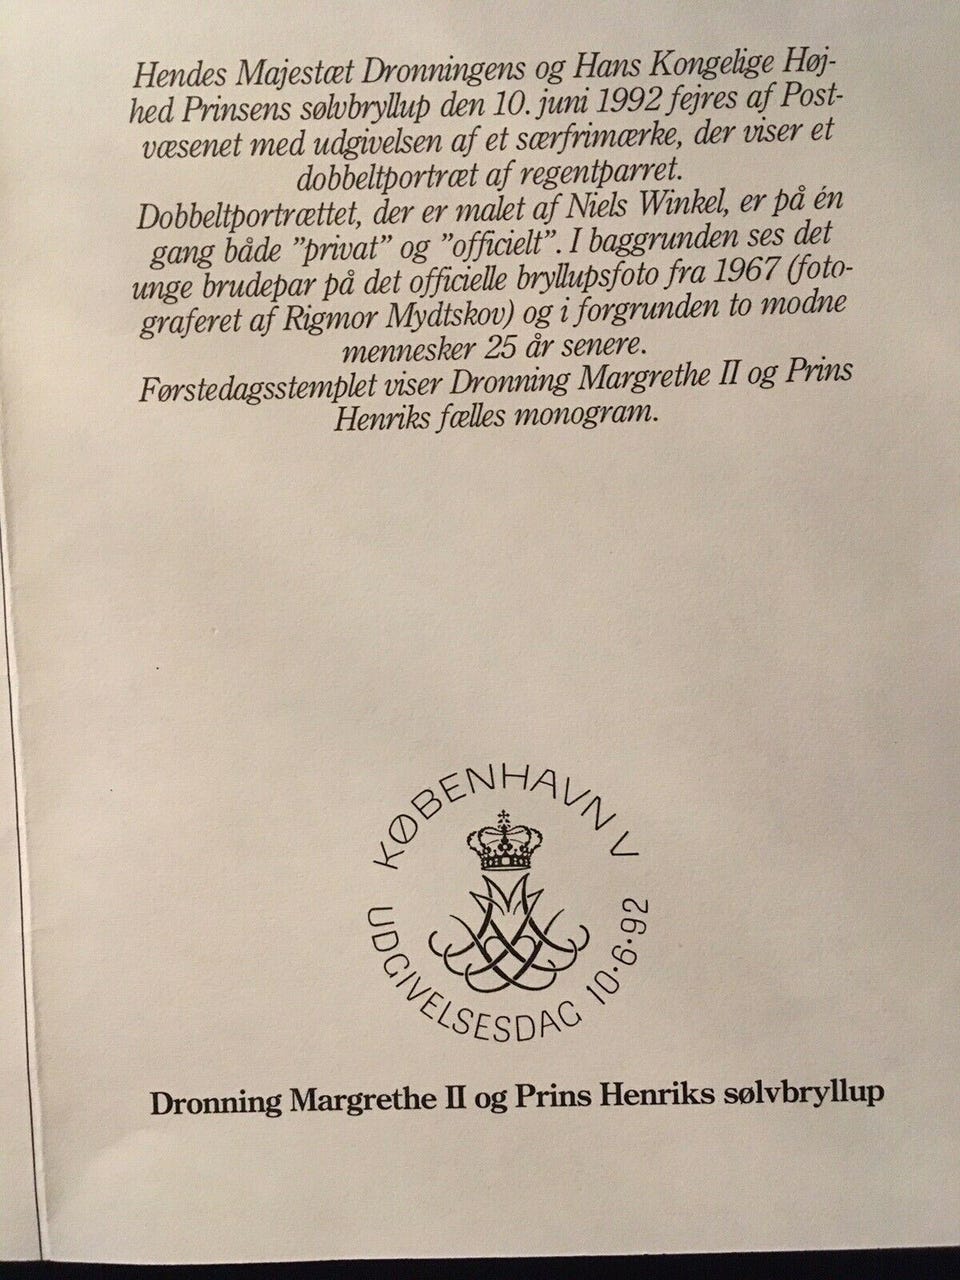 Hendes Majestæt Dronningens og Hans Kongelige Høj-
hed Prinsens sølvbryllup den 10. juni 1992 fejres af Post-
væsenet med udgivelsen af et særfrimærke, der viser et
dobbeltportræt af regentparret.
Dobbeltportrættet, der er malet af Niels Winkel, er på én
gang både ”privat” og ”officielt”. I baggrunden ses det
unge brudepar på det officielle bryllupsfoto fra 1967 (foto-
graferet af Rigmor Mydtskov) og i forgrunden to modne
mennesker 25 år senere.
Førstedagsstemplet viser Dronning Margrethe II og Prins
Henriks fælles monogram.
KØBENHAVN V
UDGIVELSESDAG 10·6·92
Dronning Margrethe II og Prins Henriks sølvbryllup